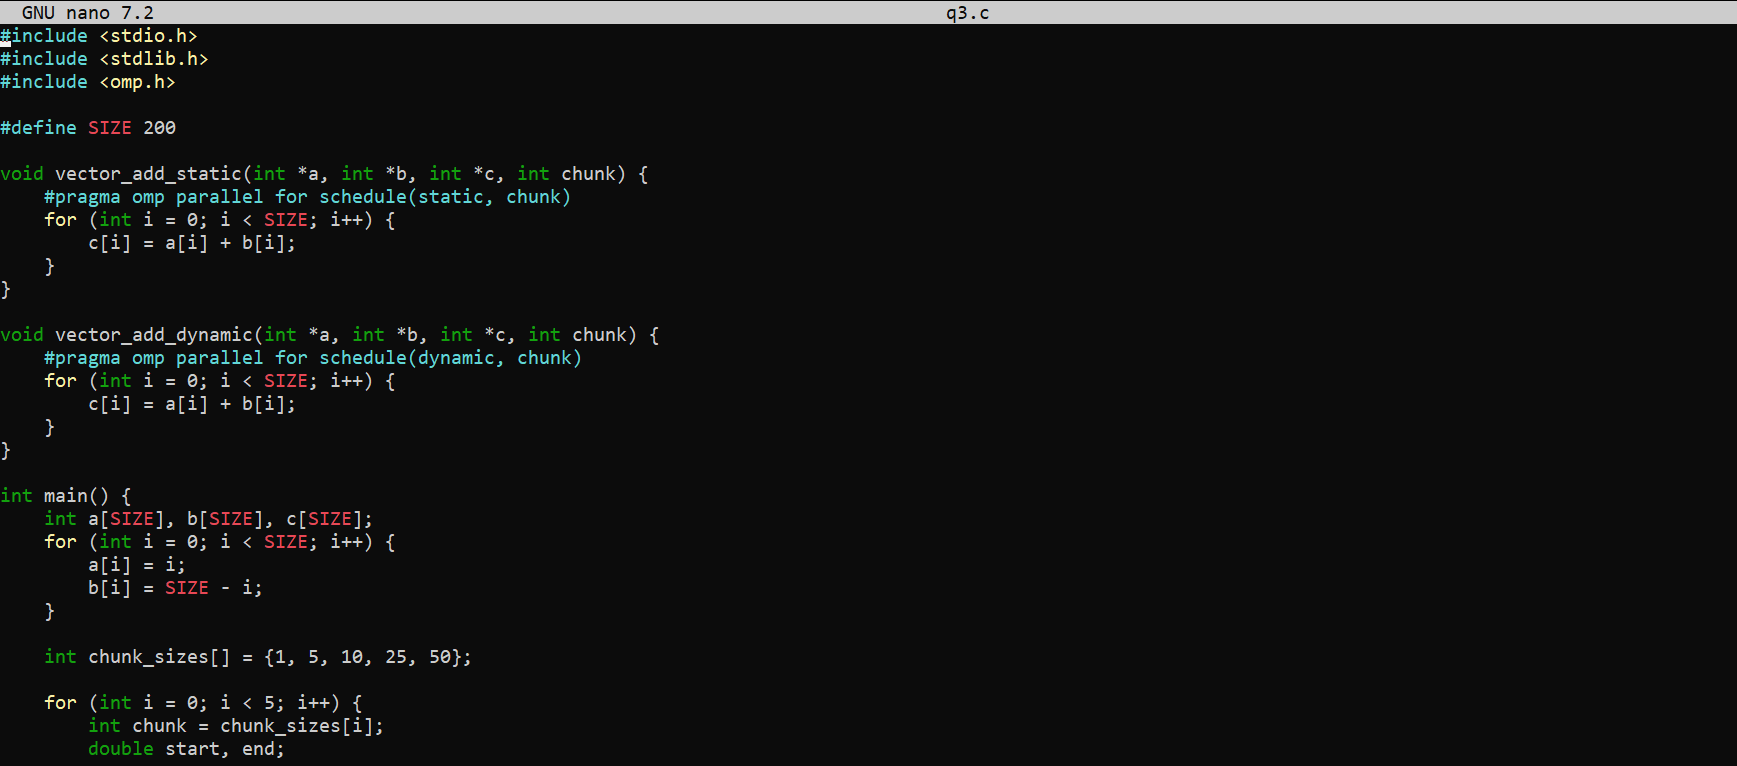 GNU nano 7.2 q3.c
#include <stdio.h>
#include <stdlib.h>
#include <omp.h>
#define SIZE 200
void vector_add_static(int *a, int *b, int *c, int chunk) {
    #pragma omp parallel for schedule(static, chunk)
    for (int i = 0; i < SIZE; i++) {
        c[i] = a[i] + b[i];
    }
}
void vector_add_dynamic(int *a, int *b, int *c, int chunk) {
    #pragma omp parallel for schedule(dynamic, chunk)
    for (int i = 0; i < SIZE; i++) {
        c[i] = a[i] + b[i];
    }
}
int main() {
    int a[SIZE], b[SIZE], c[SIZE];
    for (int i = 0; i < SIZE; i++) {
        a[i] = i;
        b[i] = SIZE - i;
    }
    int chunk_sizes[] = {1, 5, 10, 25, 50};
    for (int i = 0; i < 5; i++) {
        int chunk = chunk_sizes[i];
        double start, end;